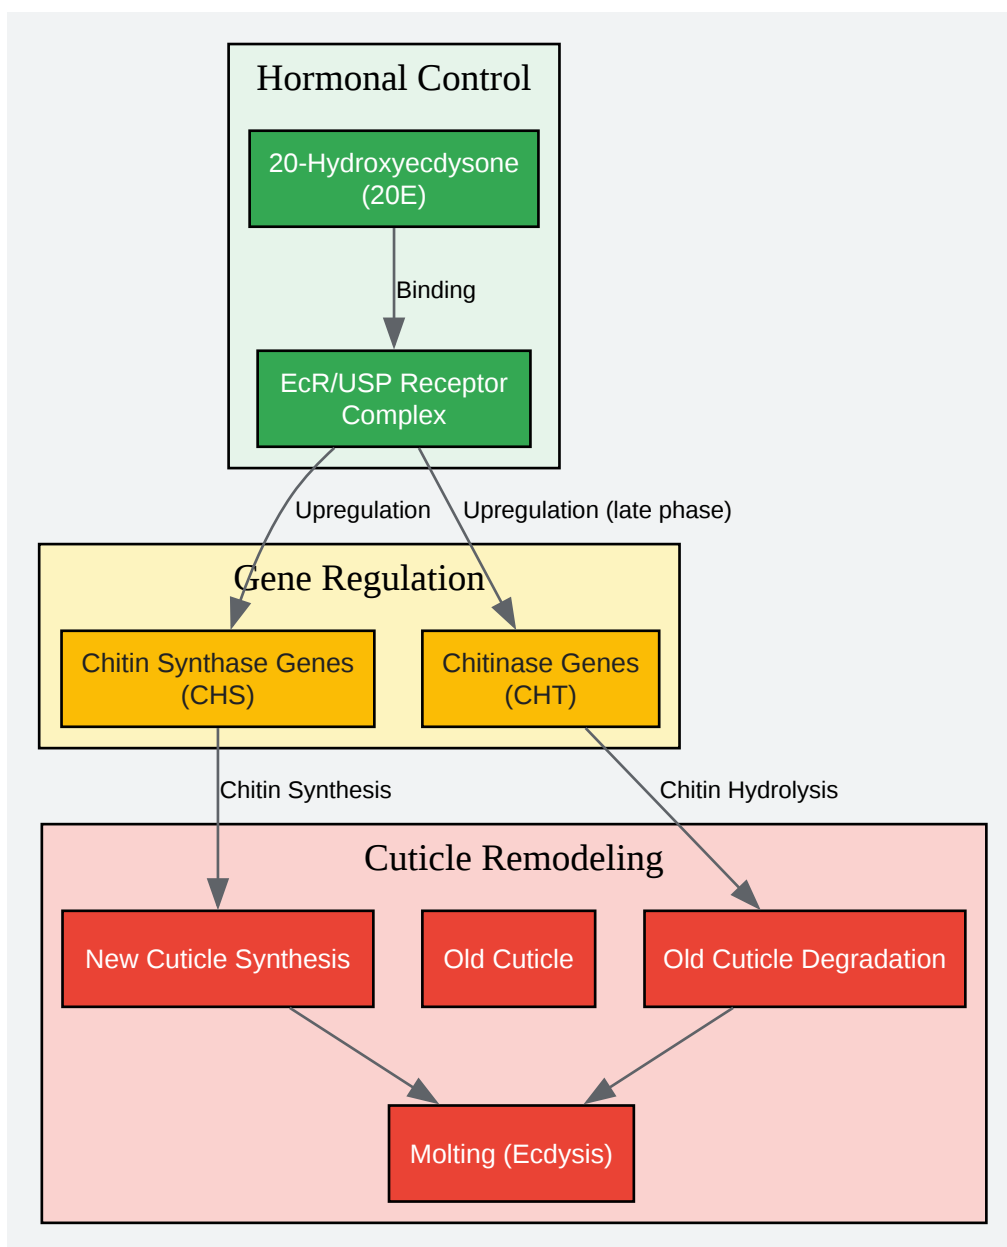 Hormonal Control
20-Hydroxyecdysone
(20E)
Binding
EcR/USP Receptor
Complex
Upregulation
Upregulation (late phase)
Gene Regulation
Chitin Synthase Genes
(CHS)
Chitinase Genes
(CHT)
Chitin Synthesis
Chitin Hydrolysis
Cuticle Remodeling
New Cuticle Synthesis
Old Cuticle
Old Cuticle Degradation
Molting (Ecdysis)